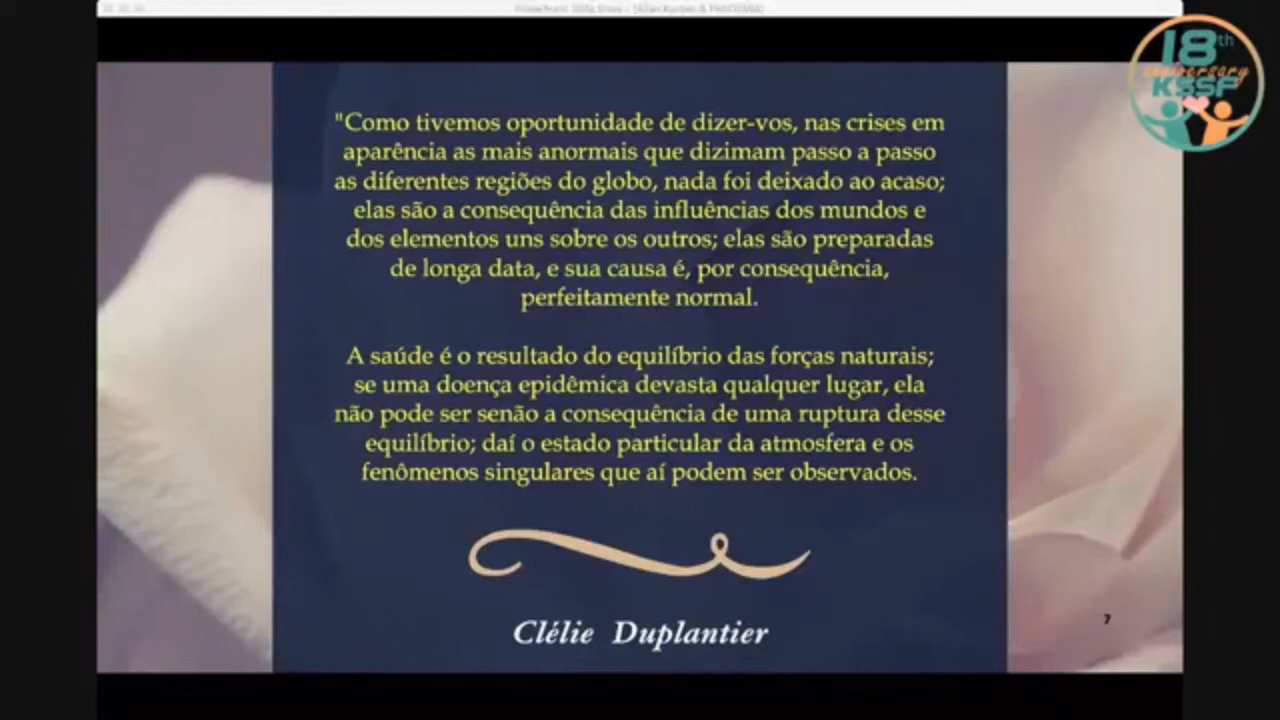 18th
anniversary
KSSF
"Como tivemos oportunidade de dizer-vos, nas crises em
aparência as mais anormais que dizimam passo a passo
as diferentes regiões do globo, nada foi deixado ao acaso;
elas são a consequência das influências dos mundos e
dos elementos uns sobre os outros; elas são preparadas
de longa data, e sua causa é, por consequência,
perfeitamente normal.
A saúde é o resultado do equilíbrio das forças naturais;
se uma doença epidêmica devasta qualquer lugar, ela
não pode ser senão a consequência de uma ruptura desse
equilíbrio; daí o estado particular da atmosfera e os
fenômenos singulares que aí podem ser observados.
Clélie Duplantier
7